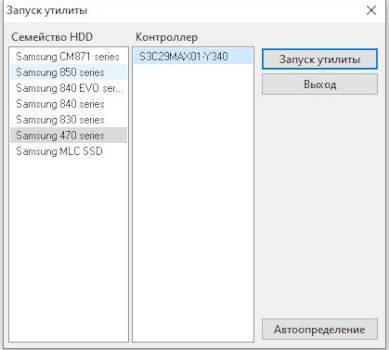 Запуск утилиты
Семейство HDD
Контроллер
Samsung CM871 series
Samsung 850 series
Samsung 840 EVO ser...
Samsung 840 series
Samsung 830 series
Samsung 470 series
Samsung MLC SSD
S3C29MAX01-Y340
Запуск утилиты
Выход
Автоопределение